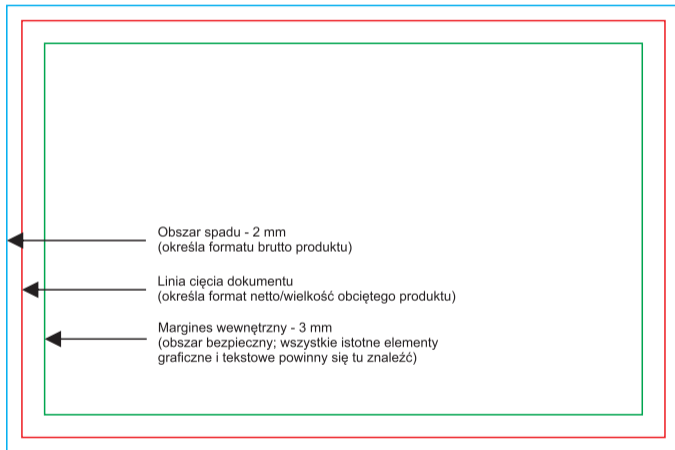 Obszar spadu - 2 mm
(określa formatu brutto produktu)
Linia cięcia dokumentu
(określa format netto/wielkość obciętego produktu)
Margines wewnętrzny - 3 mm
(obszar bezpieczny; wszystkie istotne elementy
graficzne i tekstowe powinny się tu znaleźć)